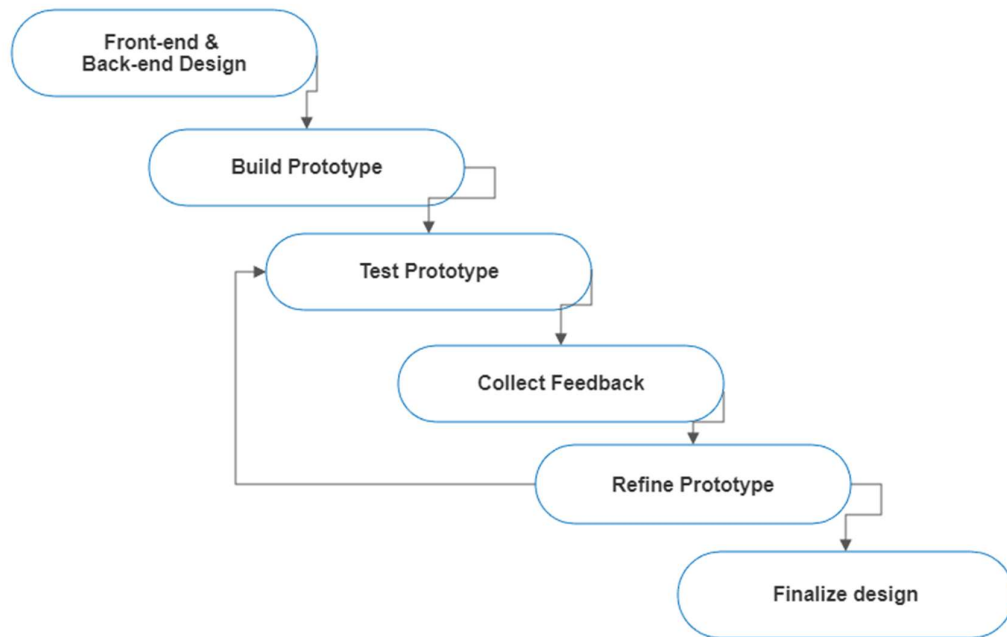 Front-end &
Back-end Design
Build Prototype
Test Prototype
Collect Feedback
Refine Prototype
Finalize design